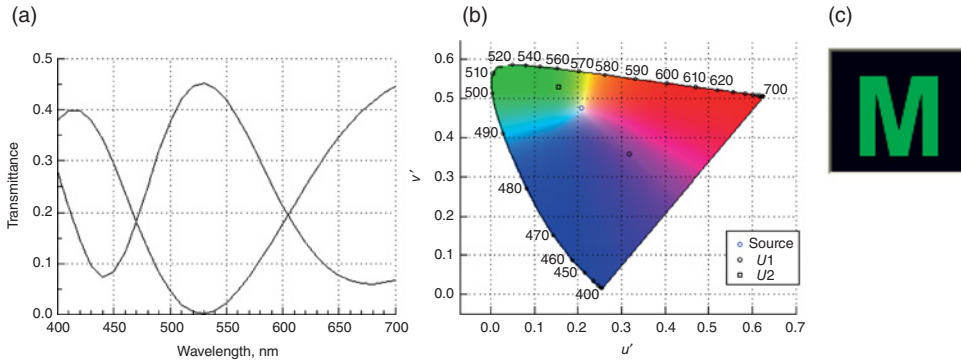 (a)
0.5
0.4
0.3
0.2
0.1
0.0
400 450 500 550 600 650 700
Transmittance
Wavelength, nm
(b)
0.6
0.5
0.4
0.3
0.2
0.1
0.0
0.0 0.1 0.2 0.3 0.4 0.5 0.6 0.7
v'
u'
520 540 560 570 580 590 600 610 620 700
510
500
490
480
470
460
450
400
Source
U1
U2
(c)
M